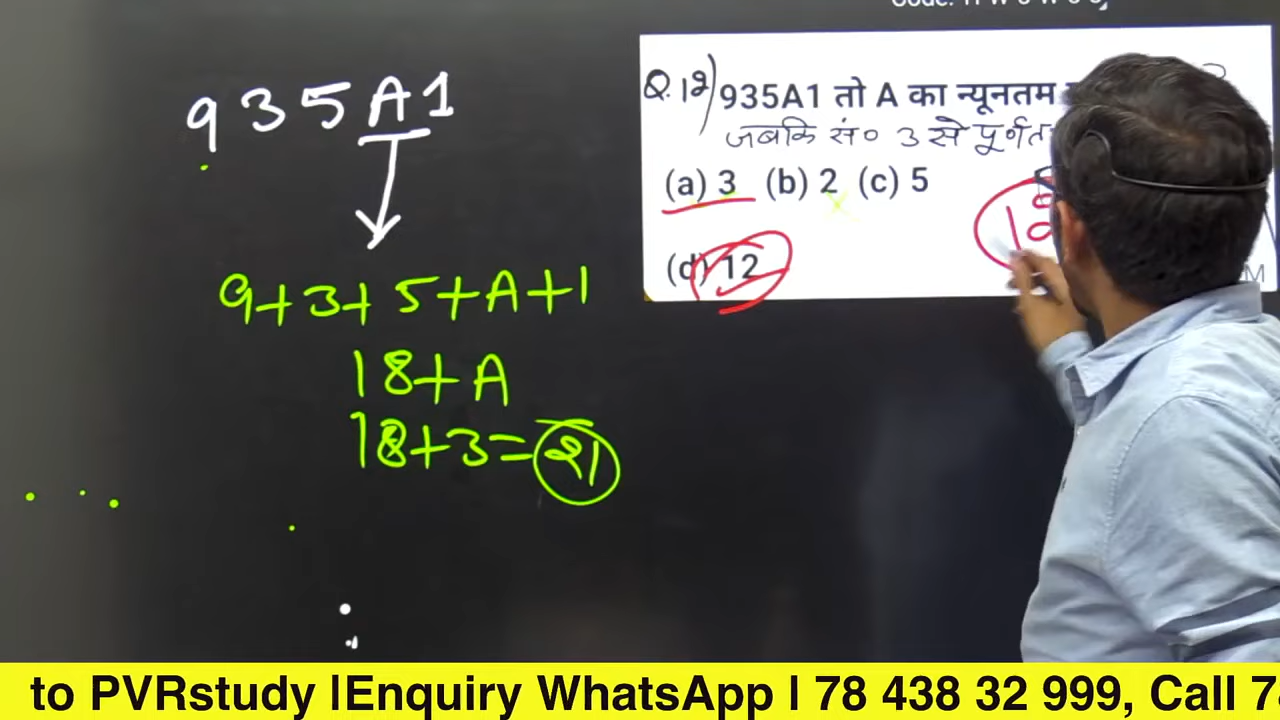 935A1
9+3+5+A+1
18+A
18+3=21
Q.12) 935A1 तो A का न्यूनतम
जबकि सं० 3 से पूर्णत
(a) 3 (b) 2 (c) 5
(d) 12
to PVRstudy |Enquiry WhatsApp | 78 438 32 999, Call